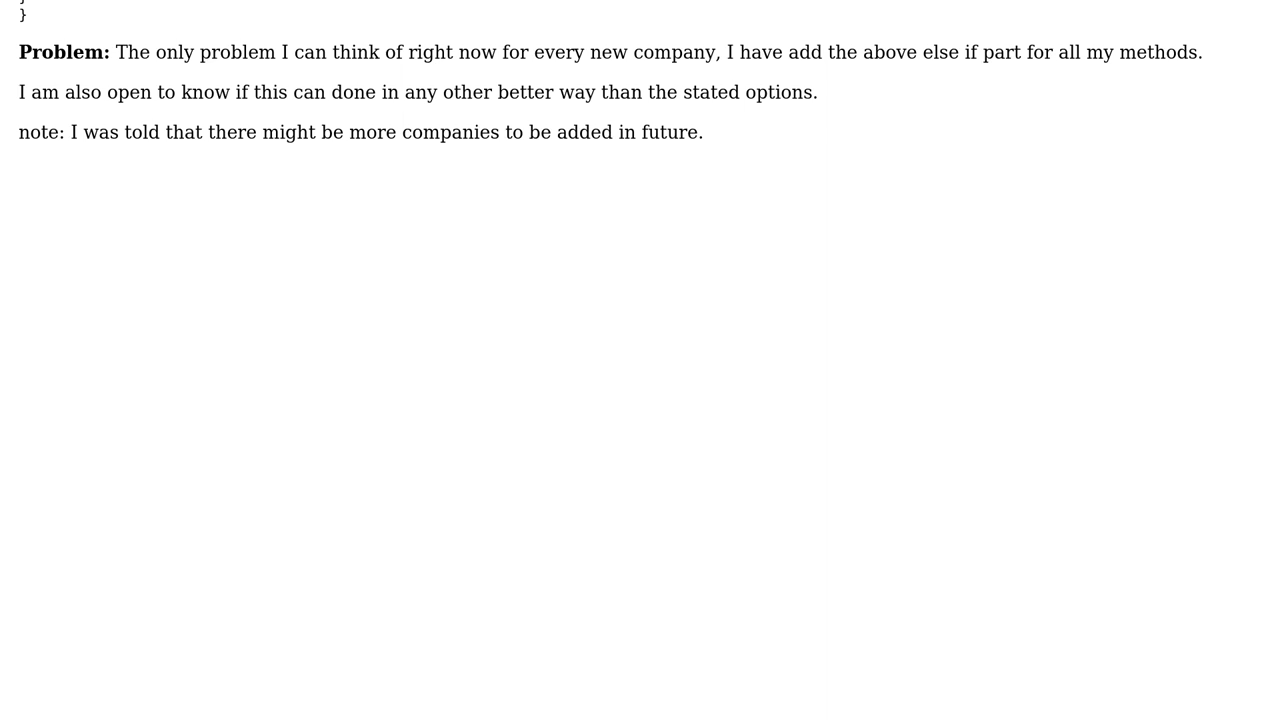 }
Problem: The only problem I can think of right now for every new company, I have add the above else if part for all my methods.
I am also open to know if this can done in any other better way than the stated options.
note: I was told that there might be more companies to be added in future.